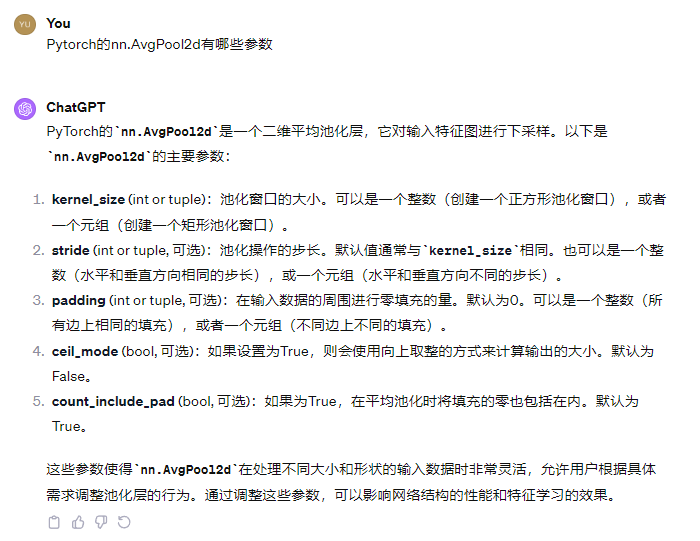 YU
You
Pytorch的nn.AvgPool2d有哪些参数
ChatGPT
PyTorch的`nn.AvgPool2d`是一个二维平均池化层，它对输入特征图进行下采样。以下是
`nn.AvgPool2d`的主要参数：
1. kernel_size (int or tuple)：池化窗口的大小。可以是一个整数（创建一个正方形池化窗口），或者
一个元组（创建一个矩形池化窗口）。
2. stride (int or tuple, 可选)：池化操作的步长。默认值通常与`kernel_size`相同。也可以是一个整
数（水平和垂直方向相同的步长），或一个元组（水平和垂直方向不同的步长）。
3. padding (int or tuple, 可选)：在输入数据的周围进行零填充的量。默认为0。可以是一个整数（所
有边上相同的填充），或者一个元组（不同边上不同的填充）。
4. ceil_mode (bool, 可选)：如果设置为True，则会使用向上取整的方式来计算输出的大小。默认为
False。
5. count_include_pad (bool, 可选)：如果为True，在平均池化时将填充的零也包括在内。默认为
True。
这些参数使得`nn.AvgPool2d`在处理不同大小和形状的输入数据时非常灵活，允许用户根据具体
需求调整池化层的行为。通过调整这些参数，可以影响网络结构的性能和特征学习的效果。